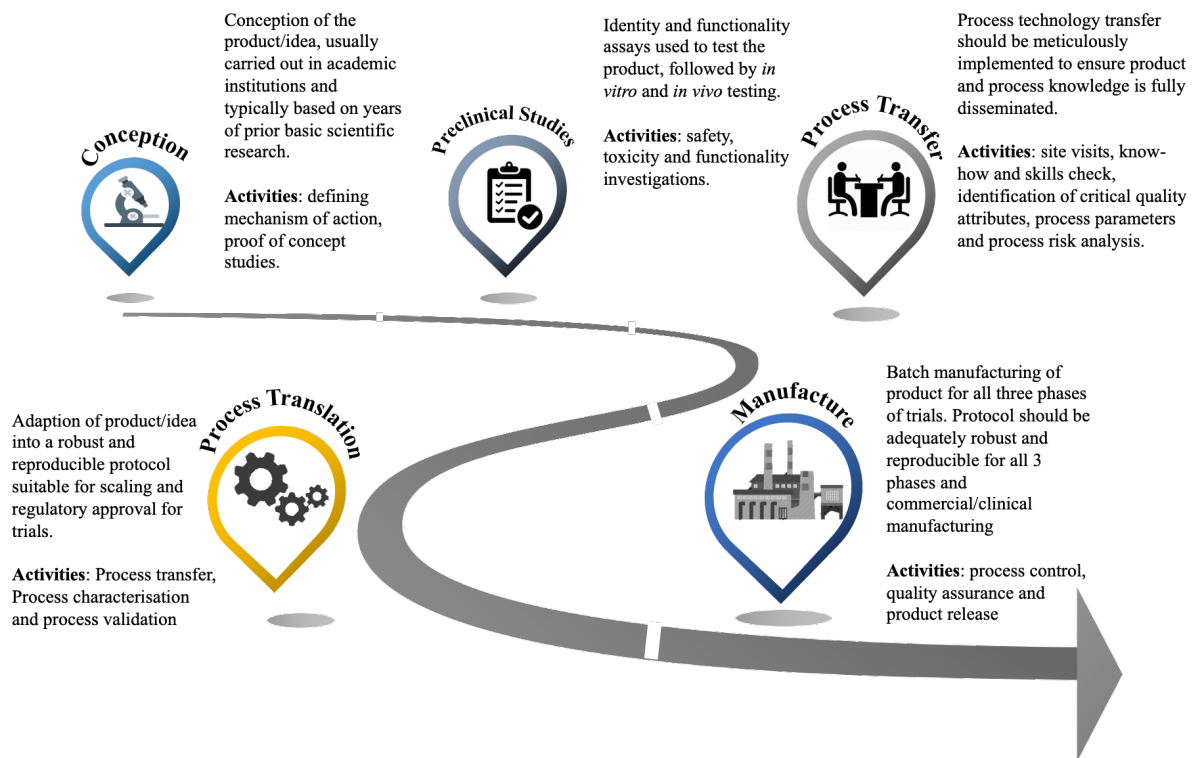 Conception
Conception of the
product/idea, usually
carried out in academic
institutions and
typically based on years
of prior basic scientific
research.
Activities: defining
mechanism of action,
proof of concept
studies.
Preclinical Studies
Identity and functionality
assays used to test the
product, followed by in
vitro and in vivo testing.
Activities: safety,
toxicity and functionality
investigations.
Process Transfer
Process technology transfer
should be meticulously
implemented to ensure product
and process knowledge is fully
disseminated.
Activities: site visits, know-
how and skills check,
identification of critical quality
attributes, process parameters
and process risk analysis.
Process Translation
Adaption of product/idea
into a robust and
reproducible protocol
suitable for scaling and
regulatory approval for
trials.
Activities: Process transfer,
Process characterisation
and process validation
Manufacture
Batch manufacturing of
product for all three phases
of trials. Protocol should be
adequately robust and
reproducible for all 3
phases and
commercial/clinical
manufacturing
Activities: process control,
quality assurance and
product release